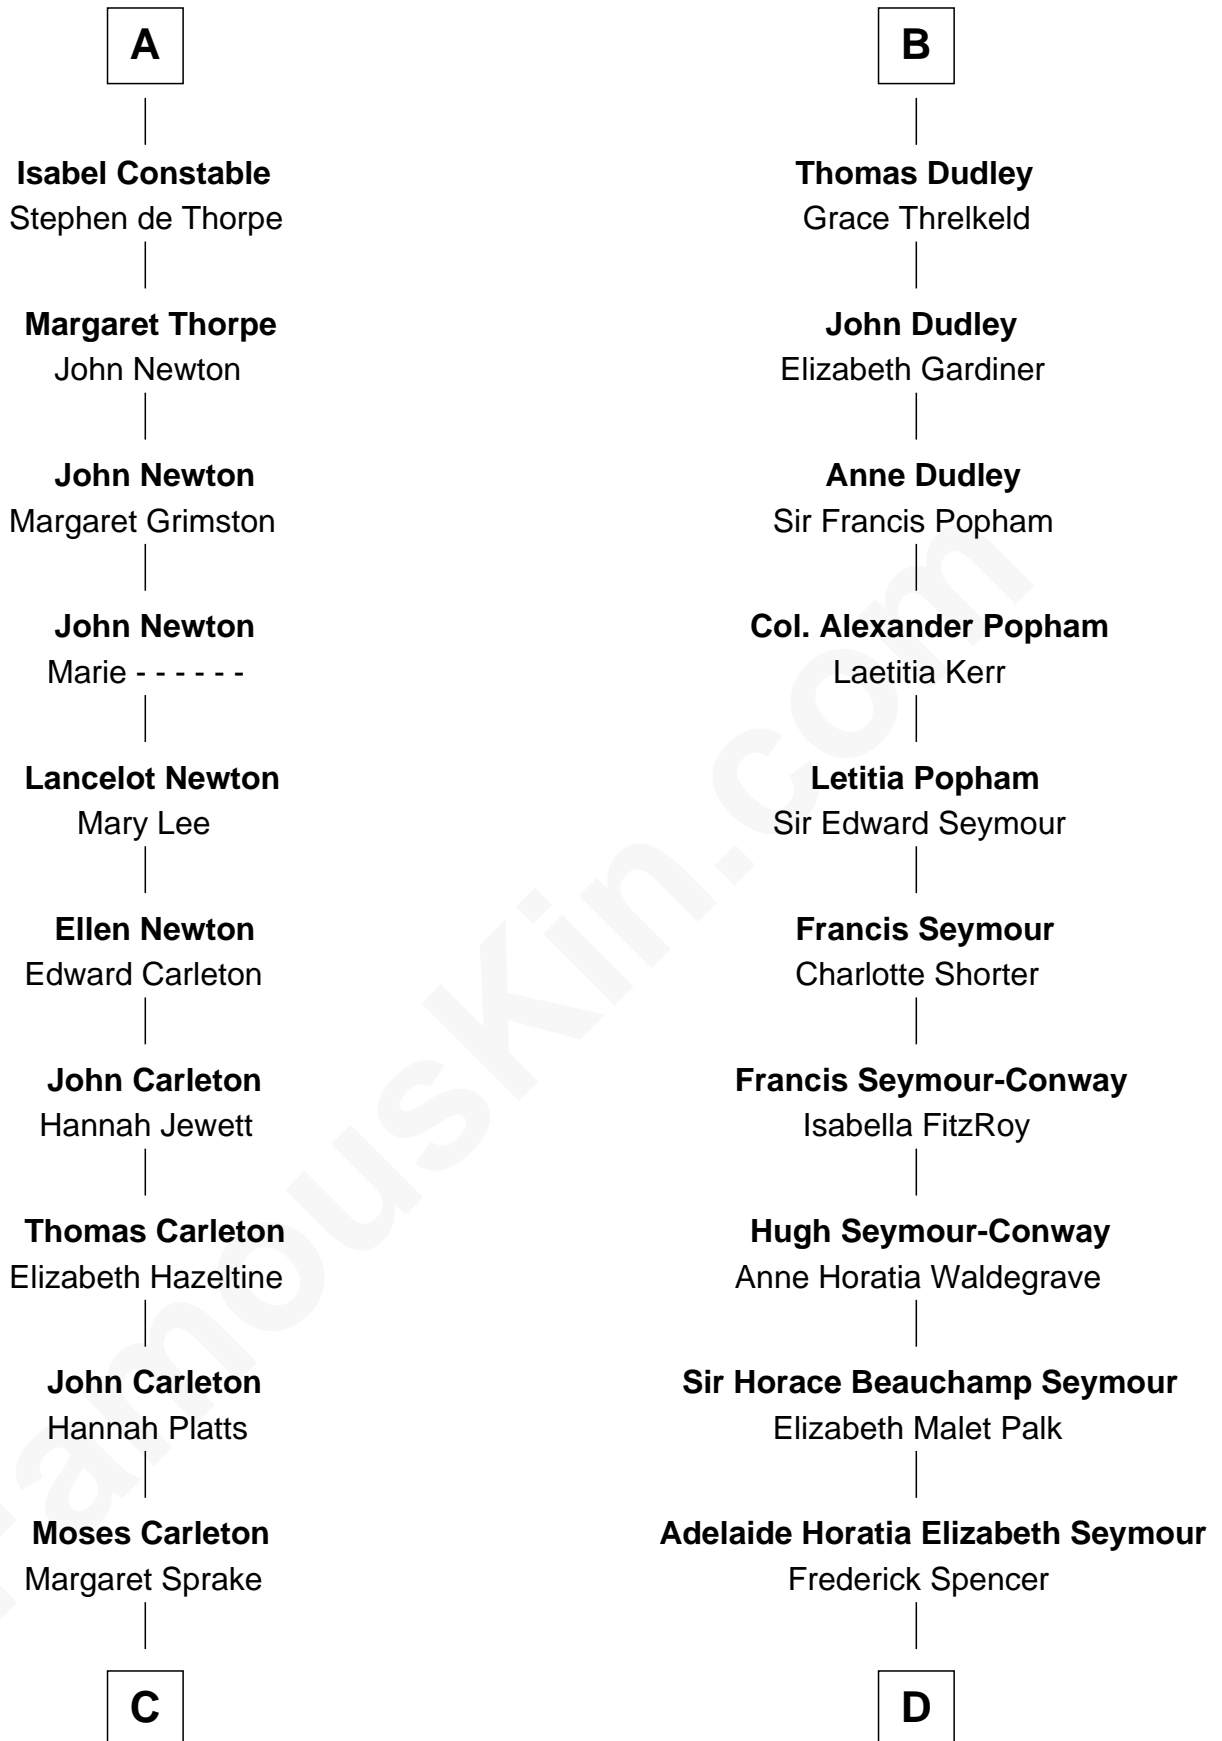 A
Isabel Constable
Stephen de Thorpe
Margaret Thorpe
John Newton
John Newton
Margaret Grimston
John Newton
Marie - - - - - -
Lancelot Newton
Mary Lee
Ellen Newton
Edward Carleton
John Carleton
Hannah Jewett
Thomas Carleton
Elizabeth Hazeltine
John Carleton
Hannah Platts
Moses Carleton
Margaret Sprake
C
B
Thomas Dudley
Grace Threlkeld
John Dudley
Elizabeth Gardiner
Anne Dudley
Sir Francis Popham
Col. Alexander Popham
Laetitia Kerr
Letitia Popham
Sir Edward Seymour
Francis Seymour
Charlotte Shorter
Francis Seymour-Conway
Isabella FitzRoy
Hugh Seymour-Conway
Anne Horatia Waldegrave
Sir Horace Beauchamp Seymour
Elizabeth Malet Palk
Adelaide Horatia Elizabeth Seymour
Frederick Spencer
D
FamousKin.com